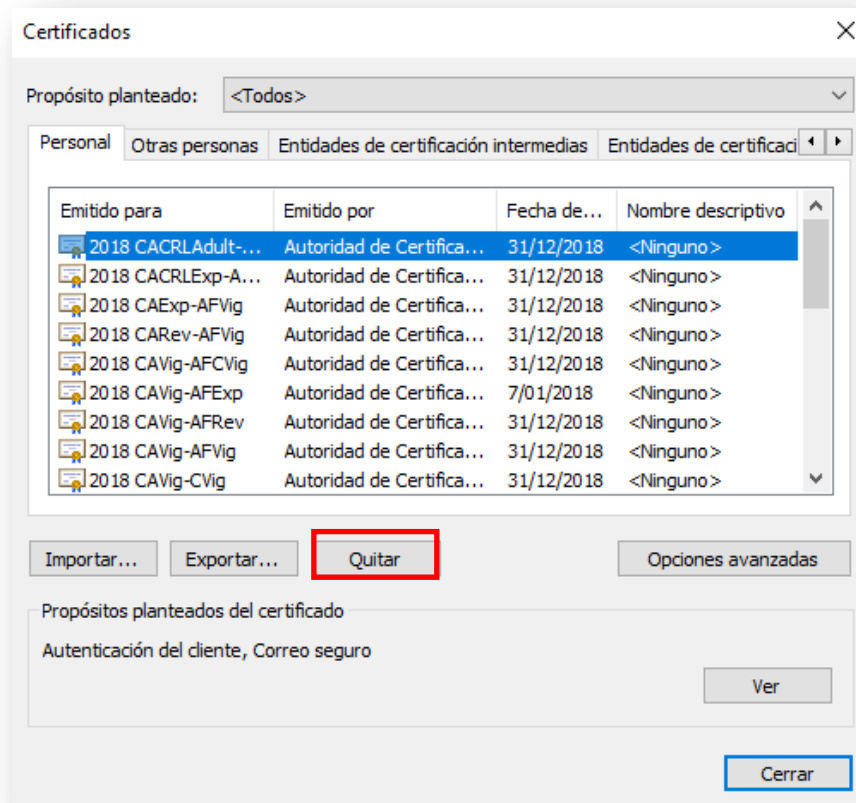 Certificados
Propósito planteado: <Todos>
Personal Otras personas Entidades de certificación intermedias Entidades de certificaci
Emitido para Emitido por Fecha de... Nombre descriptivo
2018 CACRLAdult-... Autoridad de Certifica... 31/12/2018 <Ninguno>
2018 CACRLExp-A... Autoridad de Certifica... 31/12/2018 <Ninguno>
2018 CAExp-AFVig Autoridad de Certifica... 31/12/2018 <Ninguno>
2018 CARev-AFVig Autoridad de Certifica... 31/12/2018 <Ninguno>
2018 CAVig-AFCVig Autoridad de Certifica... 31/12/2018 <Ninguno>
2018 CAVig-AFExp Autoridad de Certifica... 7/01/2018 <Ninguno>
2018 CAVig-AFRev Autoridad de Certifica... 31/12/2018 <Ninguno>
2018 CAVig-AFVig Autoridad de Certifica... 31/12/2018 <Ninguno>
2018 CAVig-CVig Autoridad de Certifica... 31/12/2018 <Ninguno>
Importar... Exportar... Quitar Opciones avanzadas
Propósitos planteados del certificado
Autenticación del cliente, Correo seguro
Ver
Cerrar